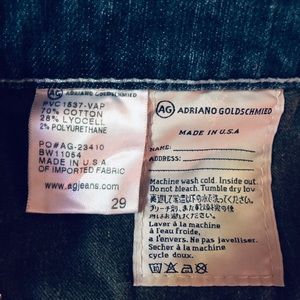 AG ADRIANO GOLDSCHMIED
PVC1537-VAP
70% COTTON
28% LYOCELL
2% POLYURETHANE
PO#AG-23410
BW11054
MADE IN U.S.A
OF IMPORTED FABRIC
www.agjeans.com
29
AG ADRIANO GOLDSCHMIED
MADE IN U.S.A
NAME:
ADDRESS:
Machine wash cold. Inside out.
Do not bleach. Tumble dry low
Laver à la machine à
l'eau froide,
a l'envers. Ne pas javelliser.
Secher à la machine
cycle doux.